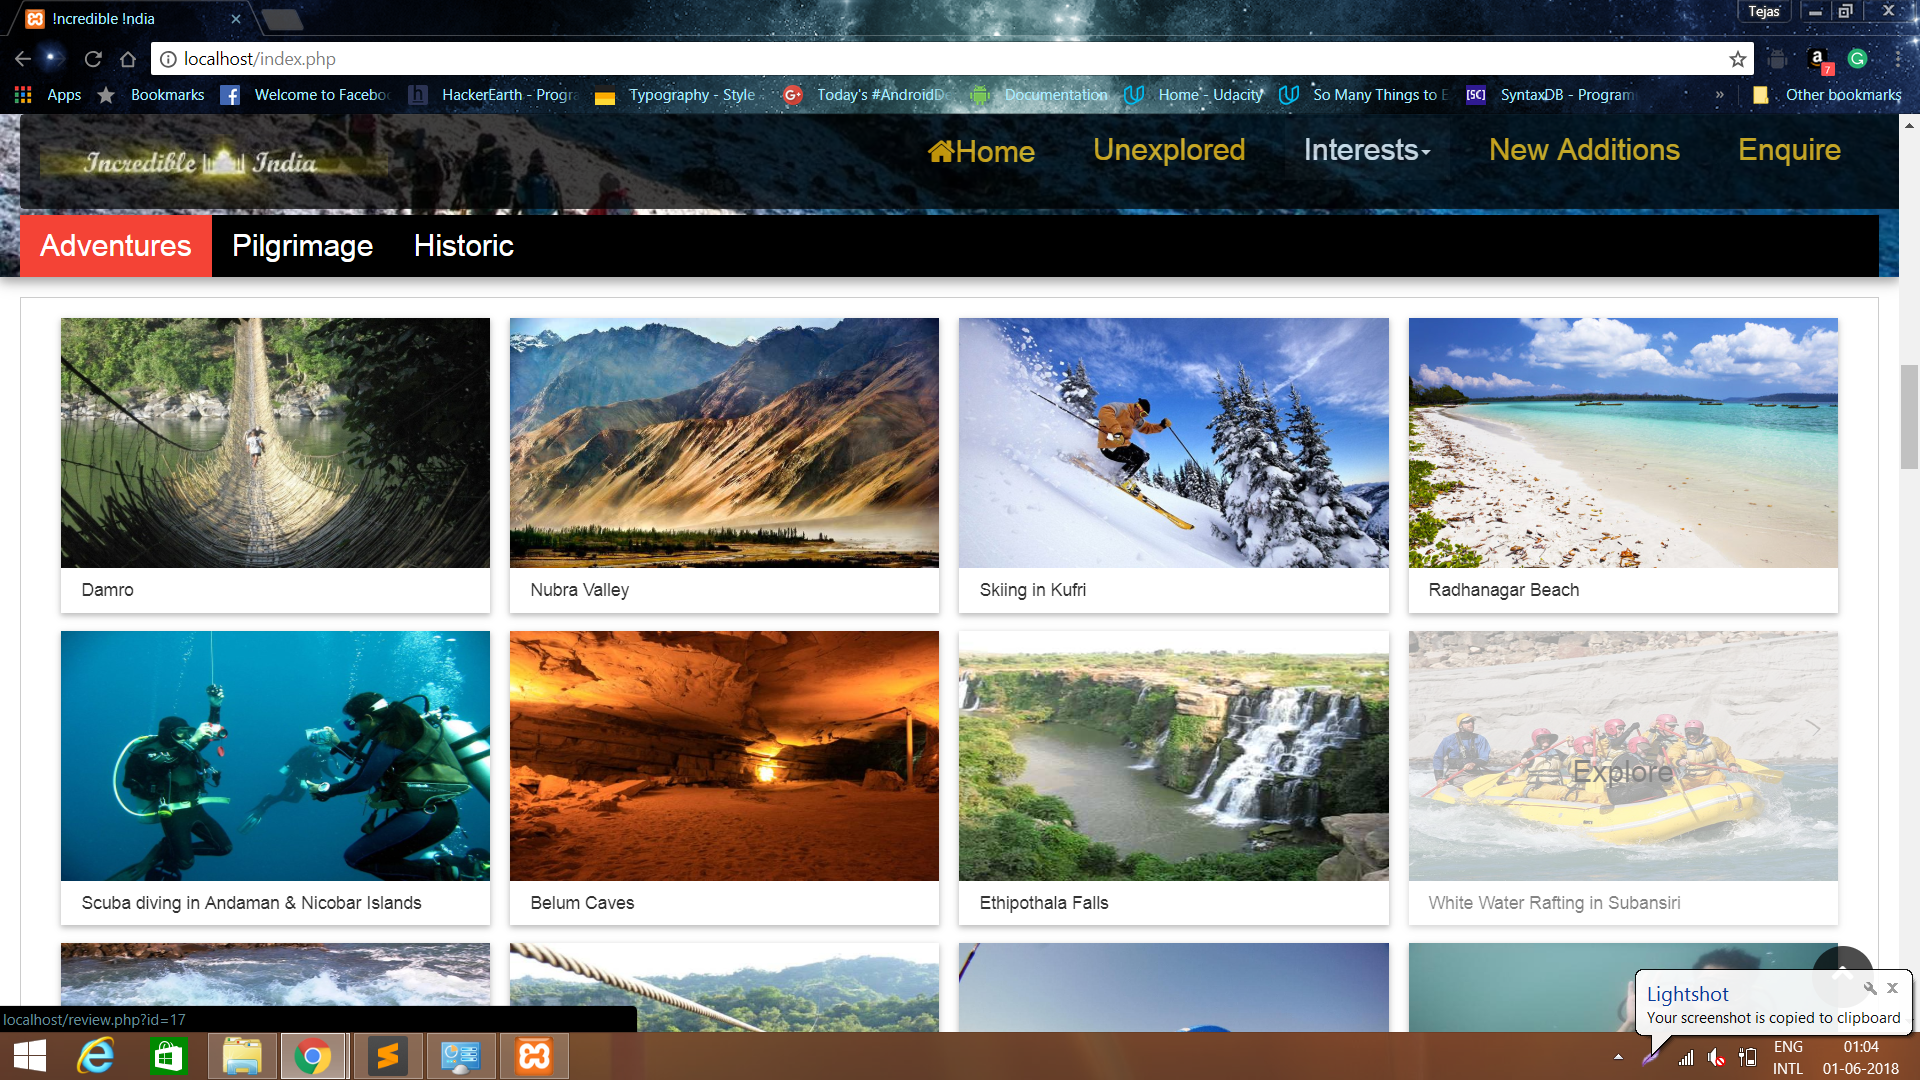 !ncredible !ndia
Tejas
localhost/index.php
7
Apps
Bookmarks
Welcome to Facebo
HackerEarth - Progra
Typography - Style
Today's #AndroidD
Documentation
Home - Udacity
So Many Things to E
SyntaxDB - Program
»
Other bookmarks
Incredible India
Home
Unexplored
Interests
New Additions
Enquire
Adventures
Pilgrimage
Historic
Damro
Nubra Valley
Skiing in Kufri
Radhanagar Beach
Explore
Scuba diving in Andaman & Nicobar Islands
Belum Caves
Ethipothala Falls
White Water Rafting in Subansiri
Lightshot
Your screenshot is copied to clipboard
localhost/review.php?id=17
ENG
INTL
01:04
01-06-2018